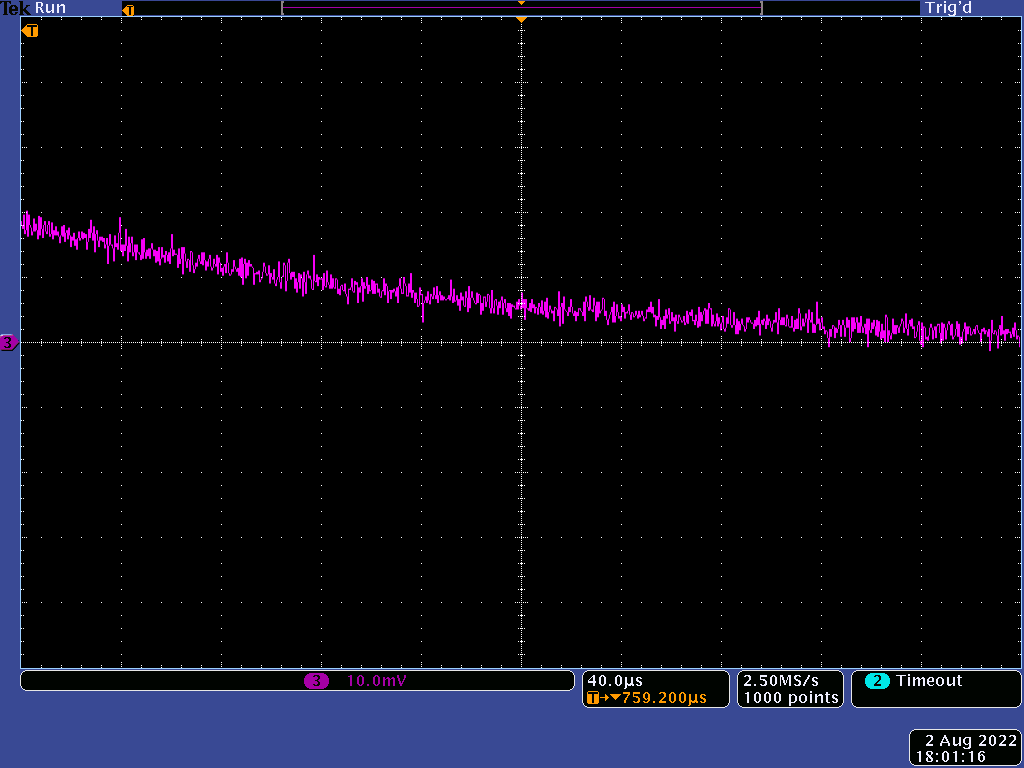 Tek Run Trig'd
T
T
3
3 10.0mV
40.0µs
T→▼759.200µs
2.50MS/s
1000 points
2 Timeout
2 Aug 2022
18:01:16